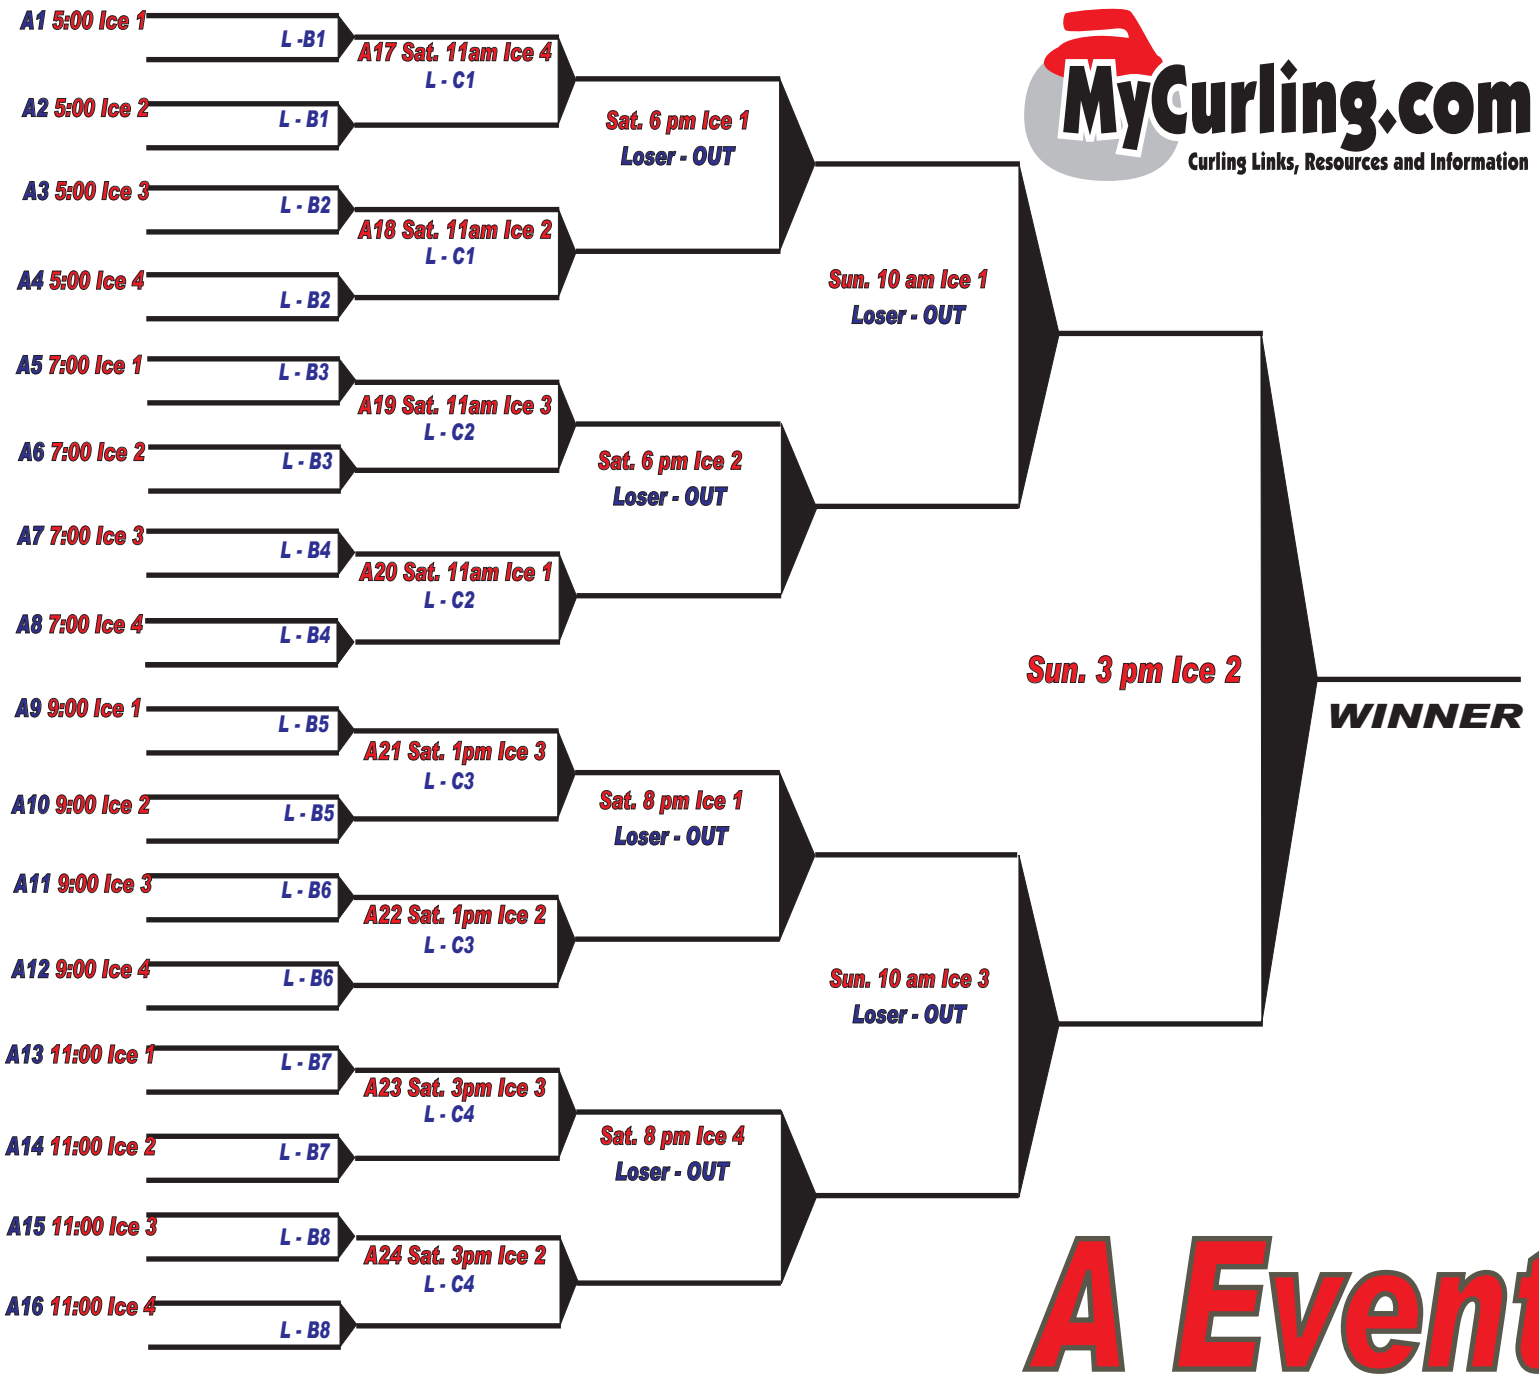 A1 5:00 Ice 1
L -B1
A2 5:00 Ice 2
L - B1
A3 5:00 Ice 3
L - B2
A4 5:00 Ice 4
L - B2
A5 7:00 Ice 1
L - B3
A6 7:00 Ice 2
L - B3
A7 7:00 Ice 3
L - B4
A8 7:00 Ice 4
L - B4
A9 9:00 Ice 1
L - B5
A10 9:00 Ice 2
L - B5
A11 9:00 Ice 3
L - B6
A12 9:00 Ice 4
L - B6
A13 11:00 Ice 1
L - B7
A14 11:00 Ice 2
L - B7
A15 11:00 Ice 3
L - B8
A16 11:00 Ice 4
L - B8
A17 Sat. 11am Ice 4
L - C1
A18 Sat. 11am Ice 2
L - C1
A19 Sat. 11am Ice 3
L - C2
A20 Sat. 11am Ice 1
L - C2
A21 Sat. 1pm Ice 3
L - C3
A22 Sat. 1pm Ice 2
L - C3
A23 Sat. 3pm Ice 3
L - C4
A24 Sat. 3pm Ice 2
L - C4
Sat. 6 pm Ice 1
Loser - OUT
Sat. 6 pm Ice 2
Loser - OUT
Sat. 8 pm Ice 1
Loser - OUT
Sat. 8 pm Ice 4
Loser - OUT
Sun. 10 am Ice 1
Loser - OUT
Sun. 10 am Ice 3
Loser - OUT
Sun. 3 pm Ice 2
WINNER
MyCurling.com
Curling Links, Resources and Information
A Event